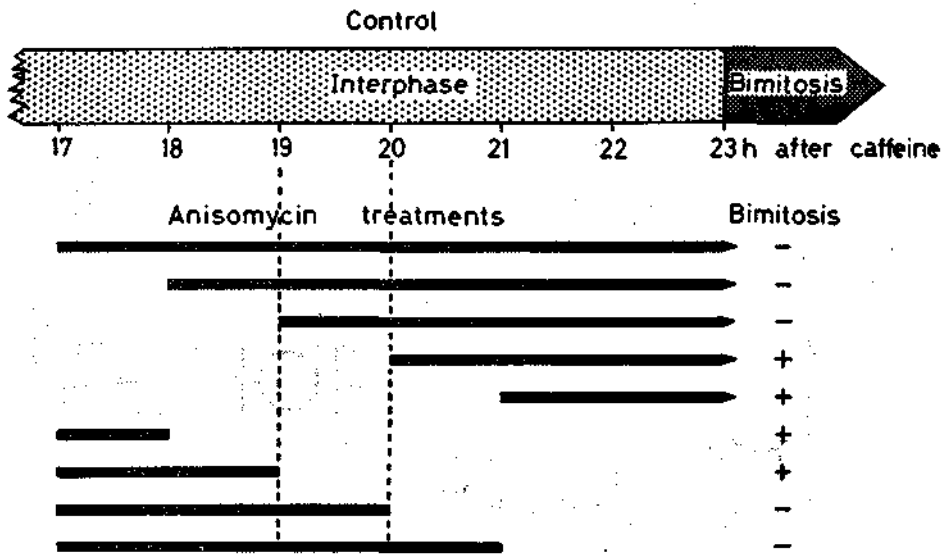 Control
Interphase Bimitosis
17 18 19 20 21 22 23 h after caffeine
Anisomycin treatments Bimitosis
-
-
-
+
+
+
+
-
-